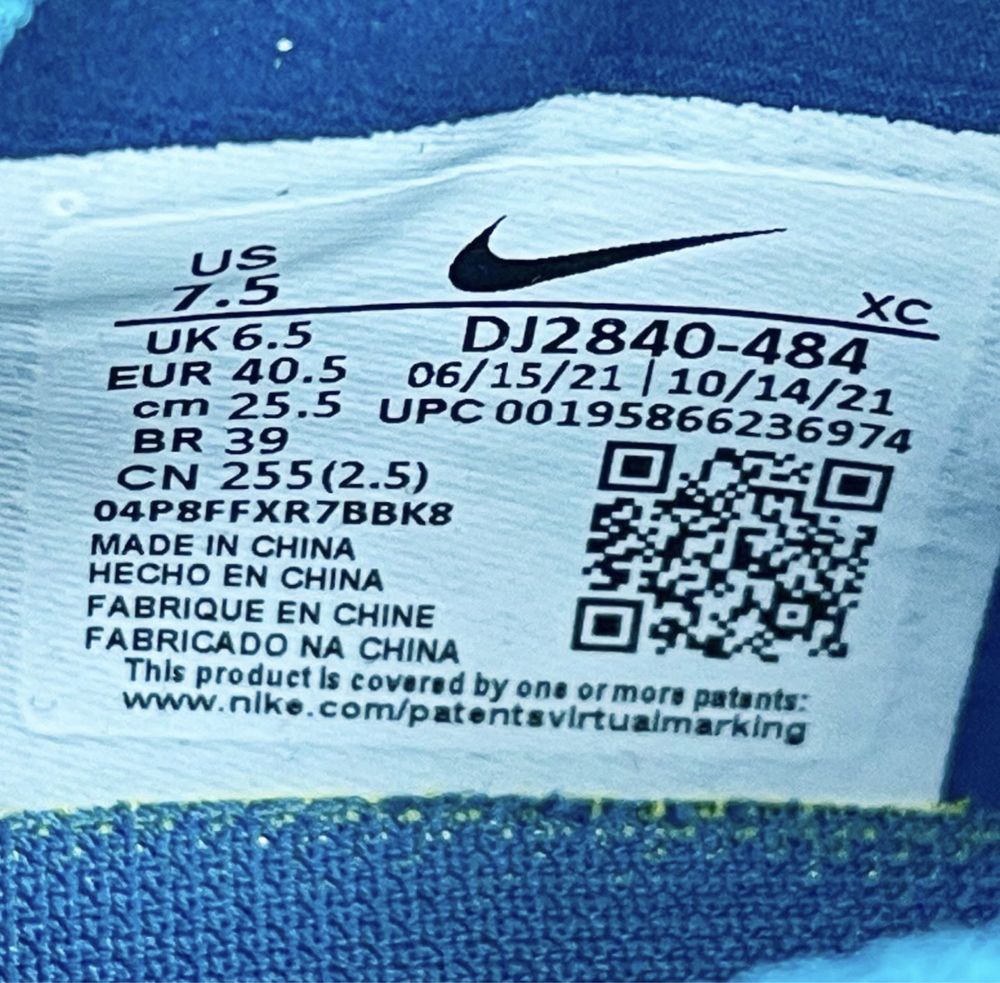 US
7.5
XC
UK 6.5
EUR 40.5
cm 25.5
BR 39
CN 255(2.5)
DJ2840-484
06/15/21 | 10/14/21
UPC 00195866236974
04P8FFXR7BBK8
MADE IN CHINA
HECHO EN CHINA
FABRIQUE EN CHINE
FABRICADO NA CHINA
This product is covered by one or more patents:
www.nike.com/patentsvirtualmarking